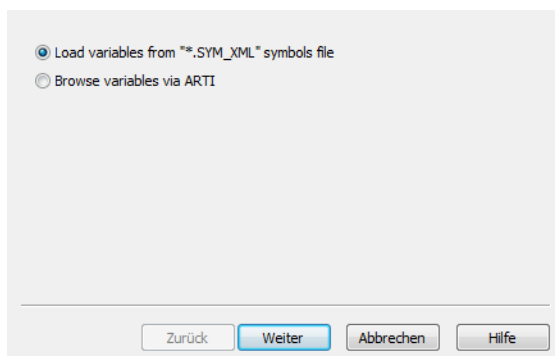 Load variables from "*.SYM_XML" symbols file
Browse variables via ARTI
Zurück Weiter Abbrechen Hilfe